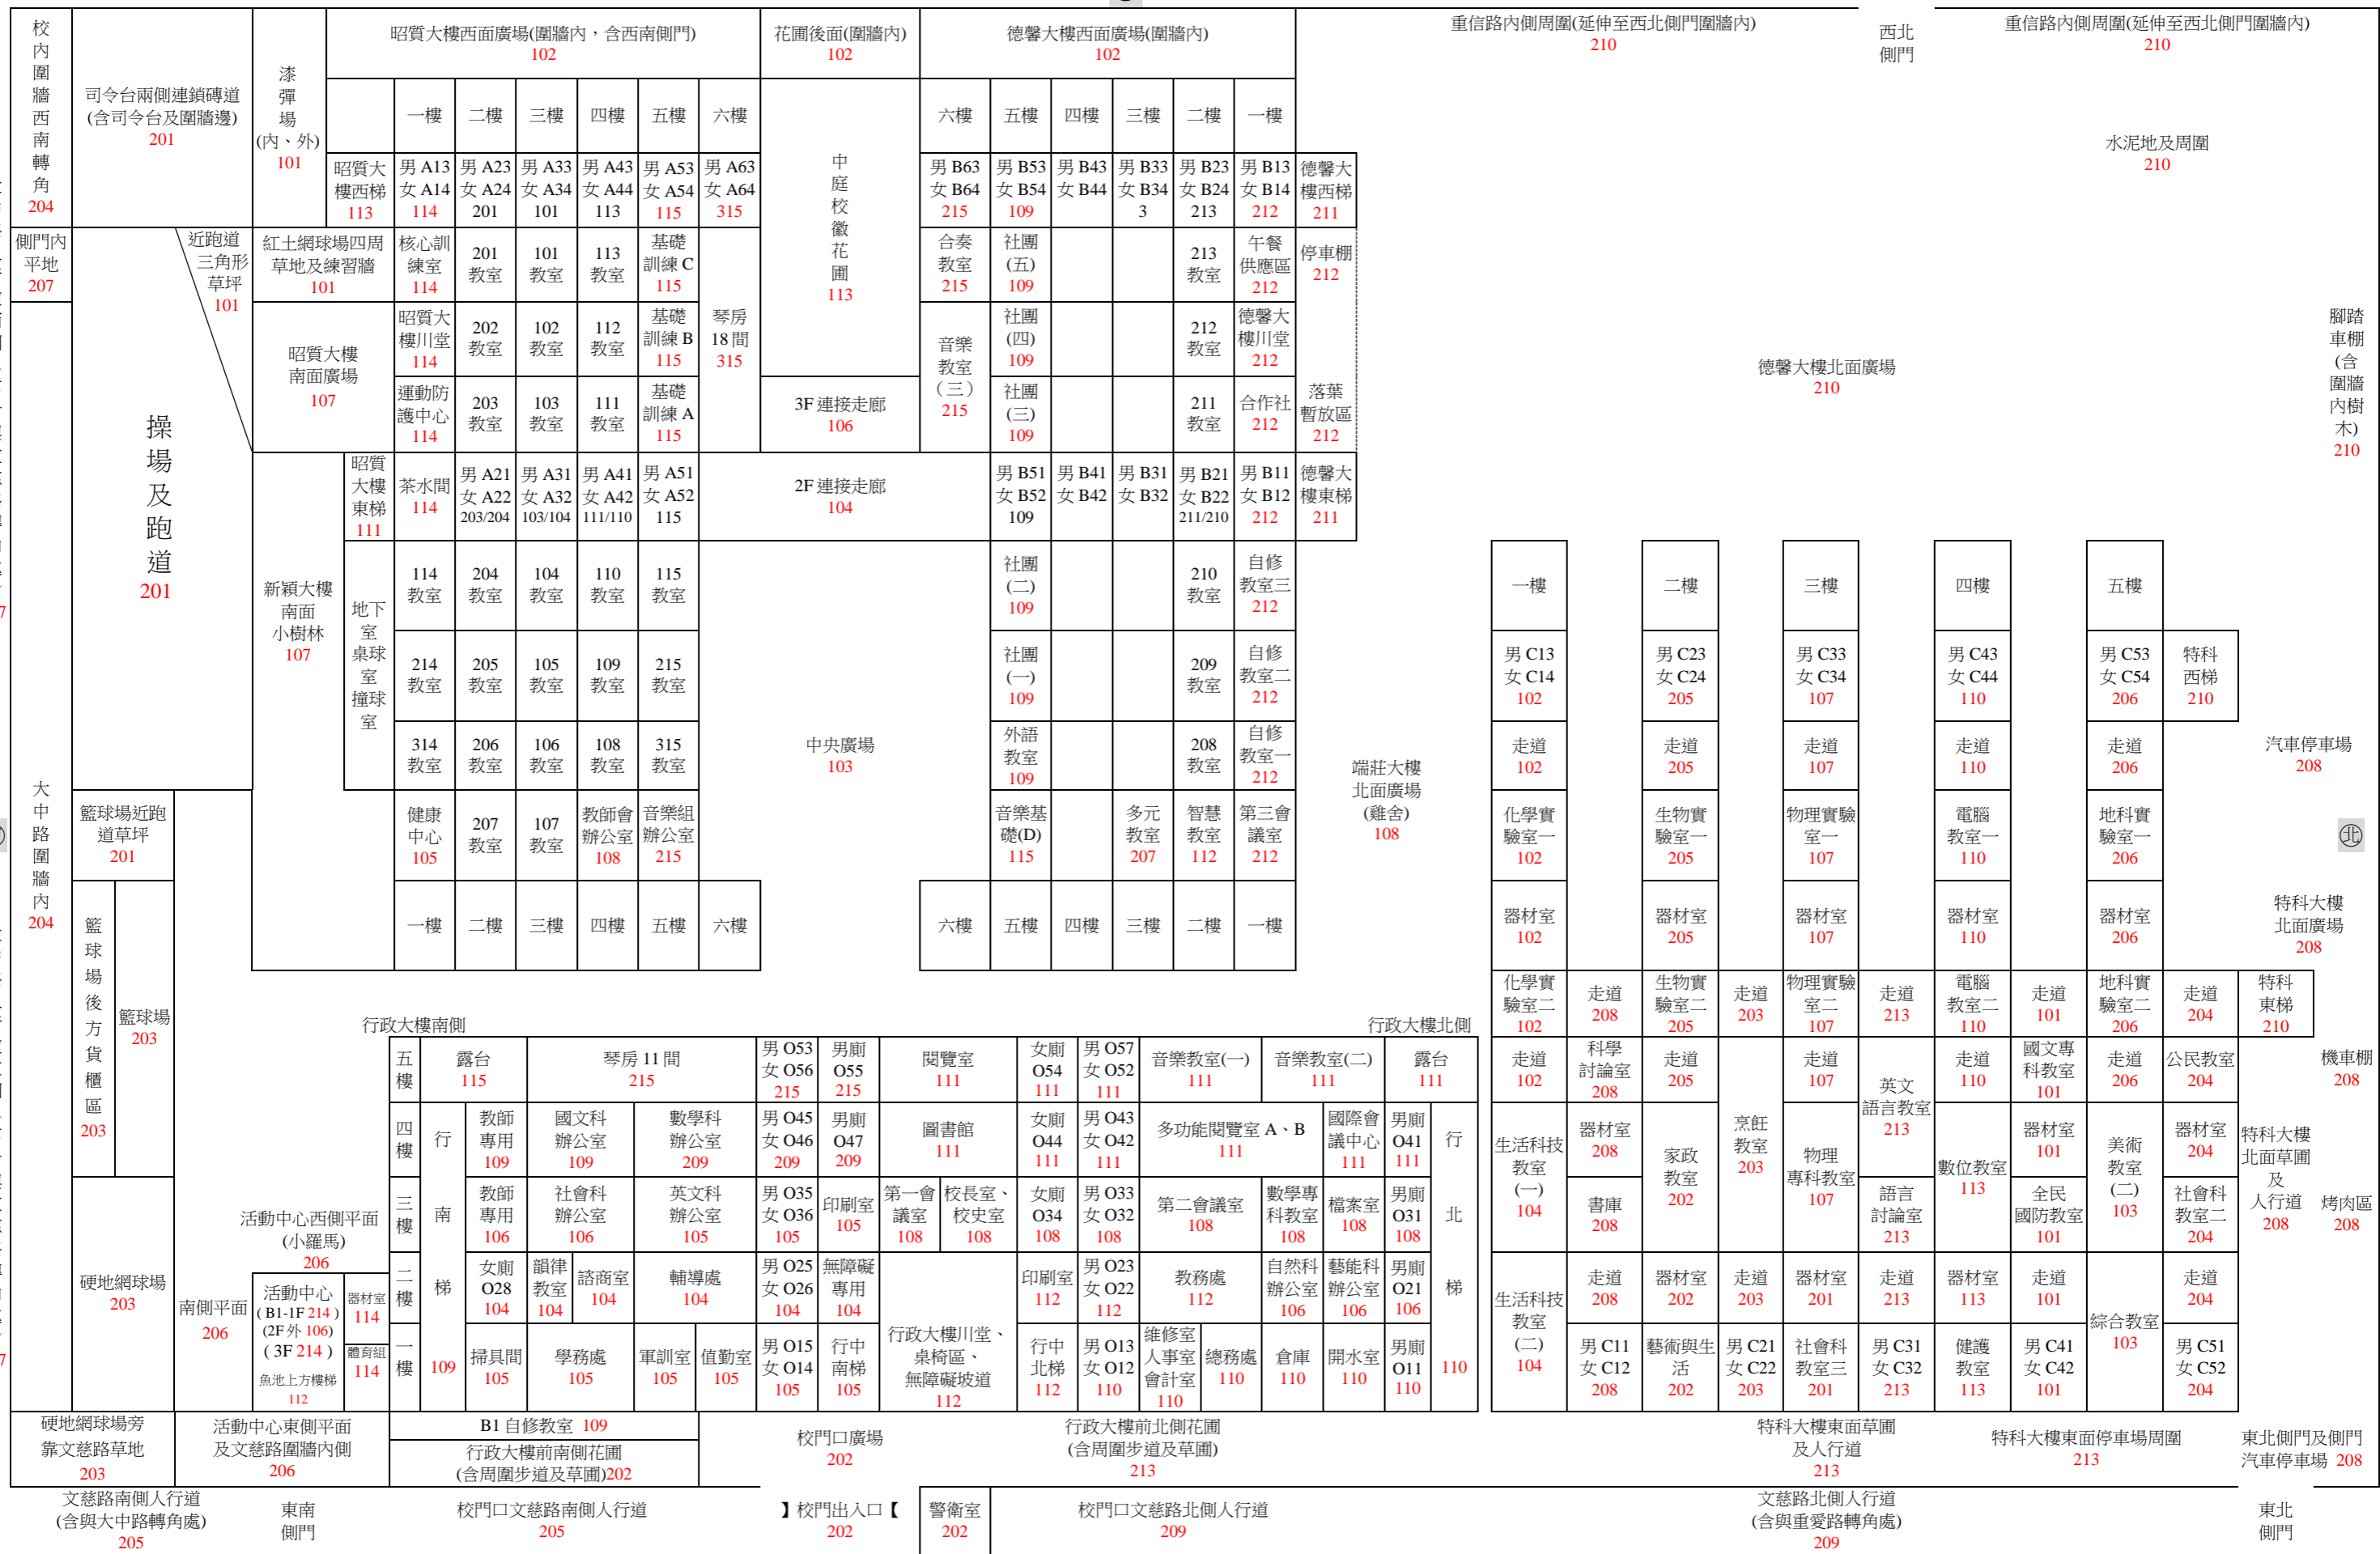 校內圍牆西南轉角
204
司令台兩側連鎖磚道
(含司令台及圍牆邊)
201
漆彈場
(內、外)
101
昭質大樓西面廣場(圍牆內，含西南側門)
102
花圃後面(圍牆內)
102
德馨大樓西面廣場(圍牆內)
102
重信路內側周圍(延伸至西北側門圍牆內)
210
西北
側門
重信路內側周圍(延伸至西北側門圍牆內)
210
一樓 二樓 三樓 四樓 五樓 六樓
六樓 五樓 四樓 三樓 二樓 一樓
水泥地及周圍
210
昭質大
樓西梯
113
男 A13
女 A14
114
男 A23
女 A24
201
男 A33
女 A34
101
男 A43
女 A44
113
男 A53
女 A54
115
男 A63
女 A64
315
中庭校徽花圃
113
男 B63
女 B64
215
男 B53
女 B54
109
男 B43
女 B44
男 B33
女 B34
3
男 B23
女 B24
213
男 B13
女 B14
212
德馨大
樓西梯
211
側門內
平地
207
操場及跑道
201
近跑道
三角形
草坪
101
紅土網球場四周
草地及練習牆
101
核心訓
練室
114
201
教室
101
教室
113
教室
基礎
訓練 C
115
琴房
18 間
315
合奏
教室
215
社團
(五)
109
213
教室
午餐
供應區
212
停車棚
212
昭質大樓
南面廣場
107
昭質大
樓川堂
114
202
教室
102
教室
112
教室
基礎
訓練 B
115
音樂
教室
(三)
215
社團
(四)
109
212
教室
德馨大
樓川堂
212
德馨大樓北面廣場
210
腳踏
車棚
(含
圍牆
內樹
木)
210
運動防
護中心
114
203
教室
103
教室
111
教室
基礎
訓練 A
115
3F 連接走廊
106
社團
(三)
109
211
教室
合作社
212
落葉
暫放區
212
新穎大樓
南面
小樹林
107
昭質
大樓
東梯
111
茶水間
114
男 A21
女 A22
203/204
男 A31
女 A32
103/104
男 A41
女 A42
111/110
男 A51
女 A52
115
2F 連接走廊
104
男 B51
女 B52
109
男 B41
女 B42
男 B31
女 B32
男 B21
女 B22
211/210
男 B11
女 B12
212
德馨大
樓東梯
211
地下
室
桌球
室
撞球
室
114
教室
204
教室
104
教室
110
教室
115
教室
社團
(二)
109
210
教室
自修
教室三
212
一樓 二樓 三樓 四樓 五樓
214
教室
205
教室
105
教室
109
教室
215
教室
社團
(一)
109
209
教室
自修
教室二
212
男 C13
女 C14
102
男 C23
女 C24
205
男 C33
女 C34
107
男 C43
女 C44
110
男 C53
女 C54
206
特科
西梯
210
314
教室
206
教室
106
教室
108
教室
315
教室
中央廣場
103
外語
教室
109
208
教室
自修
教室一
212
端莊大樓
北面廣場
(雞舍)
108
走道
102
走道
205
走道
107
走道
110
走道
206
汽車停車場
208
大中路圍牆內
204
籃球場近跑
道草坪
201
健康
中心
105
207
教室
107
教室
教師會
辦公室
108
音樂組
辦公室
215
音樂基
礎(D)
115
多元
教室
207
智慧
教室
112
第三會
議室
212
化學實
驗室一
102
生物實
驗室一
205
物理實驗
室一
107
電腦
教室一
110
地科實
驗室一
206
北
籃球場後方貨櫃區
203
籃球場
203
一樓 二樓 三樓 四樓 五樓 六樓
六樓 五樓 四樓 三樓 二樓 一樓
器材室
102
器材室
205
器材室
107
器材室
110
器材室
206
特科大樓
北面廣場
208
行政大樓南側
行政大樓北側
化學實
驗室二
102
走道
208
生物實
驗室二
205
走道
203
物理實驗
室二
107
走道
213
電腦
教室二
110
走道
101
地科實
驗室二
206
走道
204
特科
東梯
210
五樓
露台
115
琴房 11 間
215
男 O53
女 O56
215
男廁
O55
215
閱覽室
111
女廁
O54
111
男 O57
女 O52
111
音樂教室(一)
111
音樂教室(二)
111
露台
111
走道
102
科學
討論室
208
走道
205
烹飪
教室
203
走道
107
英文
語言教室
213
走道
110
國文專
科教室
101
走道
206
公民教室
204
機車棚
208
四樓
行南梯
109
教師
專用
109
國文科
辦公室
109
數學科
辦公室
209
男 O45
女 O46
209
男廁
O47
209
圖書館
111
女廁
O44
111
男 O43
女 O42
111
多功能閱覽室 A、B
111
國際會
議中心
111
男廁
O41
111
行北梯
110
生活科技
教室
(一)
104
器材室
208
家政
教室
202
物理
專科教室
107
數位教室
113
器材室
101
美術
教室
(二)
103
器材室
204
特科大樓
北面草圃
及
人行道
208
烤肉區
208
硬地網球場
203
活動中心西側平面
(小羅馬)
206
三樓
教師
專用
106
社會科
辦公室
106
英文科
辦公室
105
男 O35
女 O36
105
印刷室
105
第一會
議室
108
校長室、
校史室
108
女廁
O34
108
男 O33
女 O32
108
第二會議室
108
數學專
科教室
108
檔案室
108
男廁
O31
108
書庫
208
語言
討論室
213
全民
國防教室
101
社會科
教室二
204
南側平面
206
活動中心
( B1-1F 214 )
(2F 外 106)
( 3F 214 )
魚池上方樓梯
112
器材室
114
體育組
114
二樓
女廁
O28
104
韻律
教室
104
諮商室
104
輔導處
104
男 O25
女 O26
104
無障礙
專用
104
行政大樓川堂、
桌椅區、
無障礙坡道
112
印刷室
112
男 O23
女 O22
112
教務處
112
自然科
辦公室
106
藝能科
辦公室
106
男廁
O21
106
生活科技
教室
(二)
104
走道
208
器材室
202
走道
203
器材室
201
走道
213
器材室
113
走道
101
綜合教室
103
走道
204
一樓
掃具間
105
學務處
105
軍訓室
105
值勤室
105
男 O15
女 O14
105
行中
南梯
105
行中
北梯
112
男 O13
女 O12
110
維修室
人事室
會計室
110
總務處
110
倉庫
110
開水室
110
男廁
O11
110
男 C11
女 C12
208
藝術與生
活
202
男 C21
女 C22
203
社會科
教室三
201
男 C31
女 C32
213
健護
教室
113
男 C41
女 C42
101
男 C51
女 C52
204
硬地網球場旁
靠文慈路草地
203
活動中心東側平面
及文慈路圍牆內側
206
B1 自修教室 109
行政大樓前南側花圃
(含周圍步道及草圃)202
校門口廣場
202
行政大樓前北側花圃
(含周圍步道及草圃)
213
特科大樓東面草圃
及人行道
213
特科大樓東面停車場周圍
213
東北側門及側門
汽車停車場 208
文慈路南側人行道
(含與大中路轉角處)
205
東南
側門
校門口文慈路南側人行道
205
】校門出入口【
202
警衛室
202
校門口文慈路北側人行道
209
文慈路北側人行道
(含與重愛路轉角處)
209
東北
側門